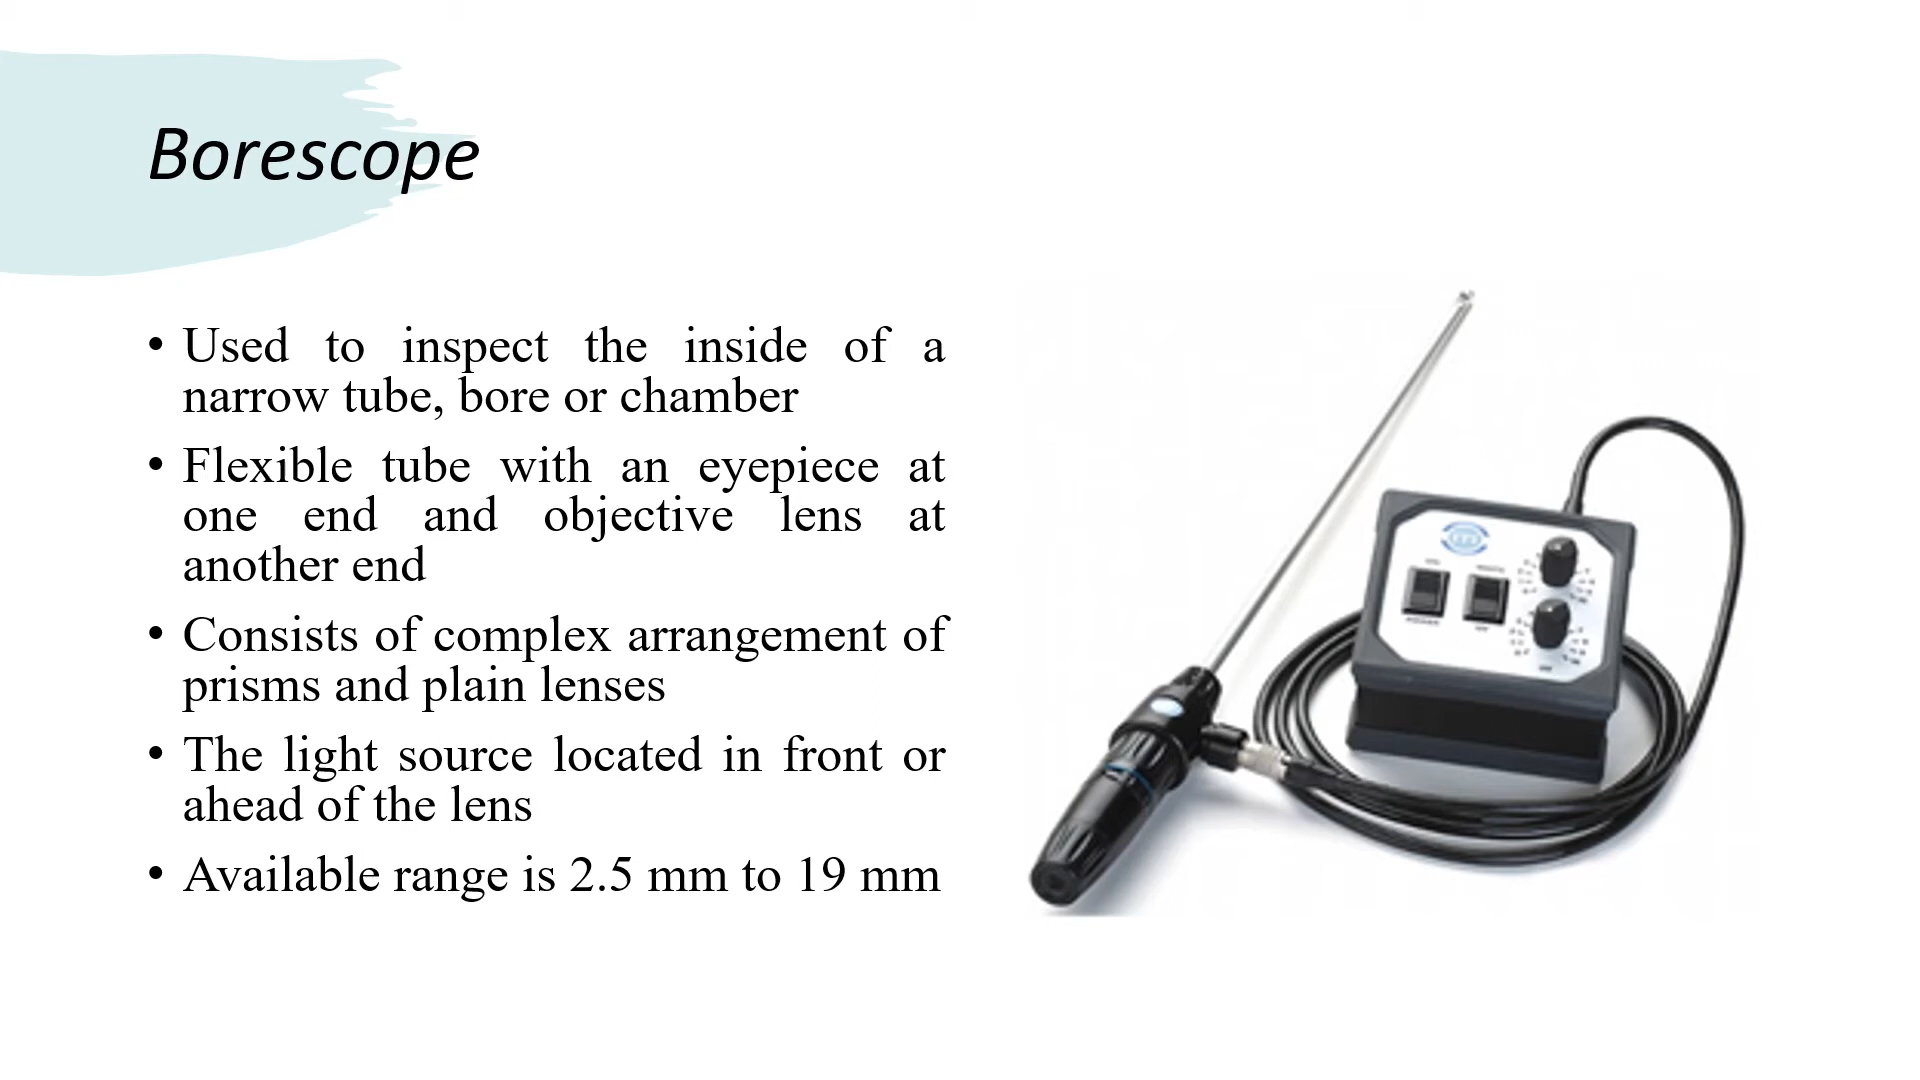 Borescope
• Used to inspect the inside of a
narrow tube, bore or chamber
• Flexible tube with an eyepiece at
one end and objective lens at
another end
• Consists of complex arrangement of
prisms and plain lenses
• The light source located in front or
ahead of the lens
• Available range is 2.5 mm to 19 mm